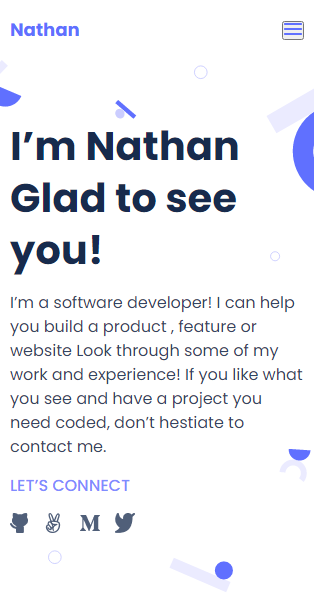 Nathan
I’m Nathan
Glad to see
you!
I’m a software developer! I can help
you build a product , feature or
website Look through some of my
work and experience! If you like what
you see and have a project you
need coded, don’t hestiate to
contact me.
LET’S CONNECT